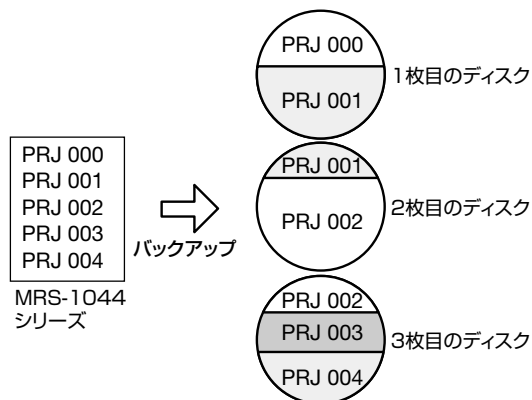 PRJ 000
PRJ 001
PRJ 002
PRJ 003
PRJ 004
MRS-1044
シリーズ
バックアップ
PRJ 000
PRJ 001
1枚目のディスク
PRJ 001
PRJ 002
2枚目のディスク
PRJ 002
PRJ 003
PRJ 004
3枚目のディスク